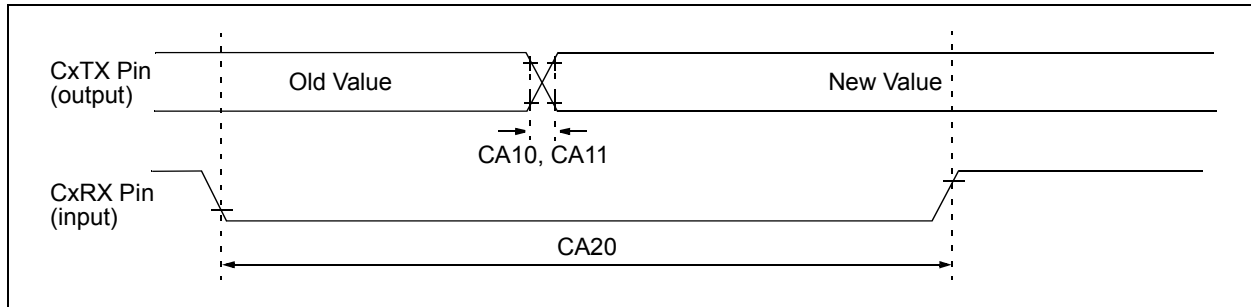 CxTX Pin
(output)
Old Value
New Value
CA10, CA11
CxRX Pin
(input)
CA20